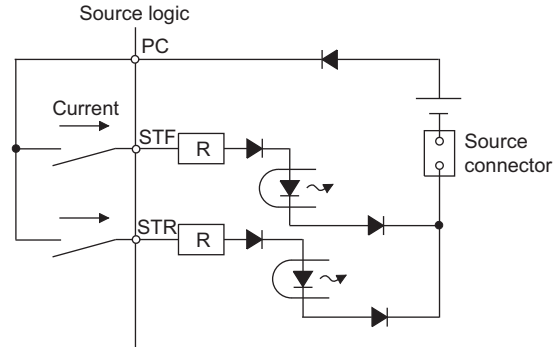 Source logic
PC
Current
STF
R
Source
connector
STR
R